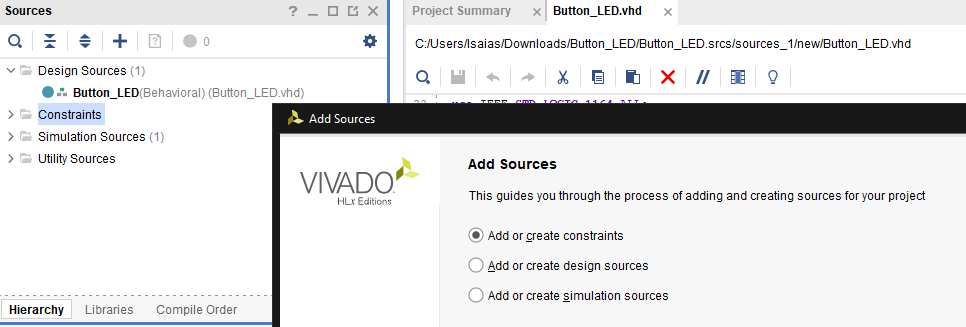 Sources
Project Summary
Button_LED.vhd
0
C:/Users/Isaias/Downloads/Button_LED/Button_LED.srcs/sources_1/new/Button_LED.vhd
Design Sources (1)
Button_LED(Behavioral) (Button_LED.vhd)
Constraints
Simulation Sources (1)
Utility Sources
Add Sources
VIVADO
HLx Editions
Add Sources
This guides you through the process of adding and creating sources for your project
Add or create constraints
Add or create design sources
Add or create simulation sources
Hierarchy
Libraries
Compile Order